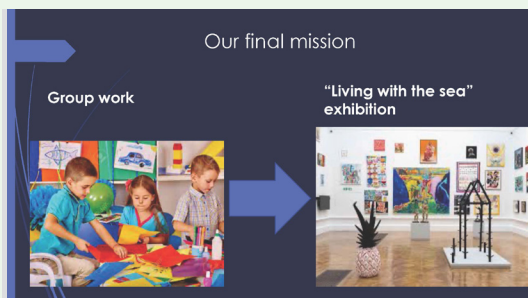 Our final mission
Group work
“Living with the sea”
exhibition